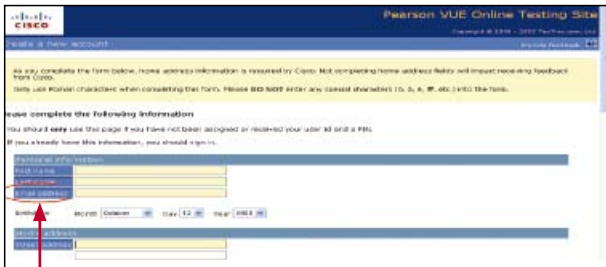 CISCO
Pearson VUE Online Testing Site
Create a new account
As you complete the form below, home address information is required by Cisco. Not completing home address fields will impact receiving feedback
from Cisco.
Only use Roman characters when completing this form. Please DO NOT enter any special characters etc.) into the form.
ease complete the following information
You should only use this page if you have not been assigned or received your user id and a PIN.
If you already have this information, you should sign in.
Personal information
First name
Last name
Email address
Month October Day 12 Year
Home address
Street address